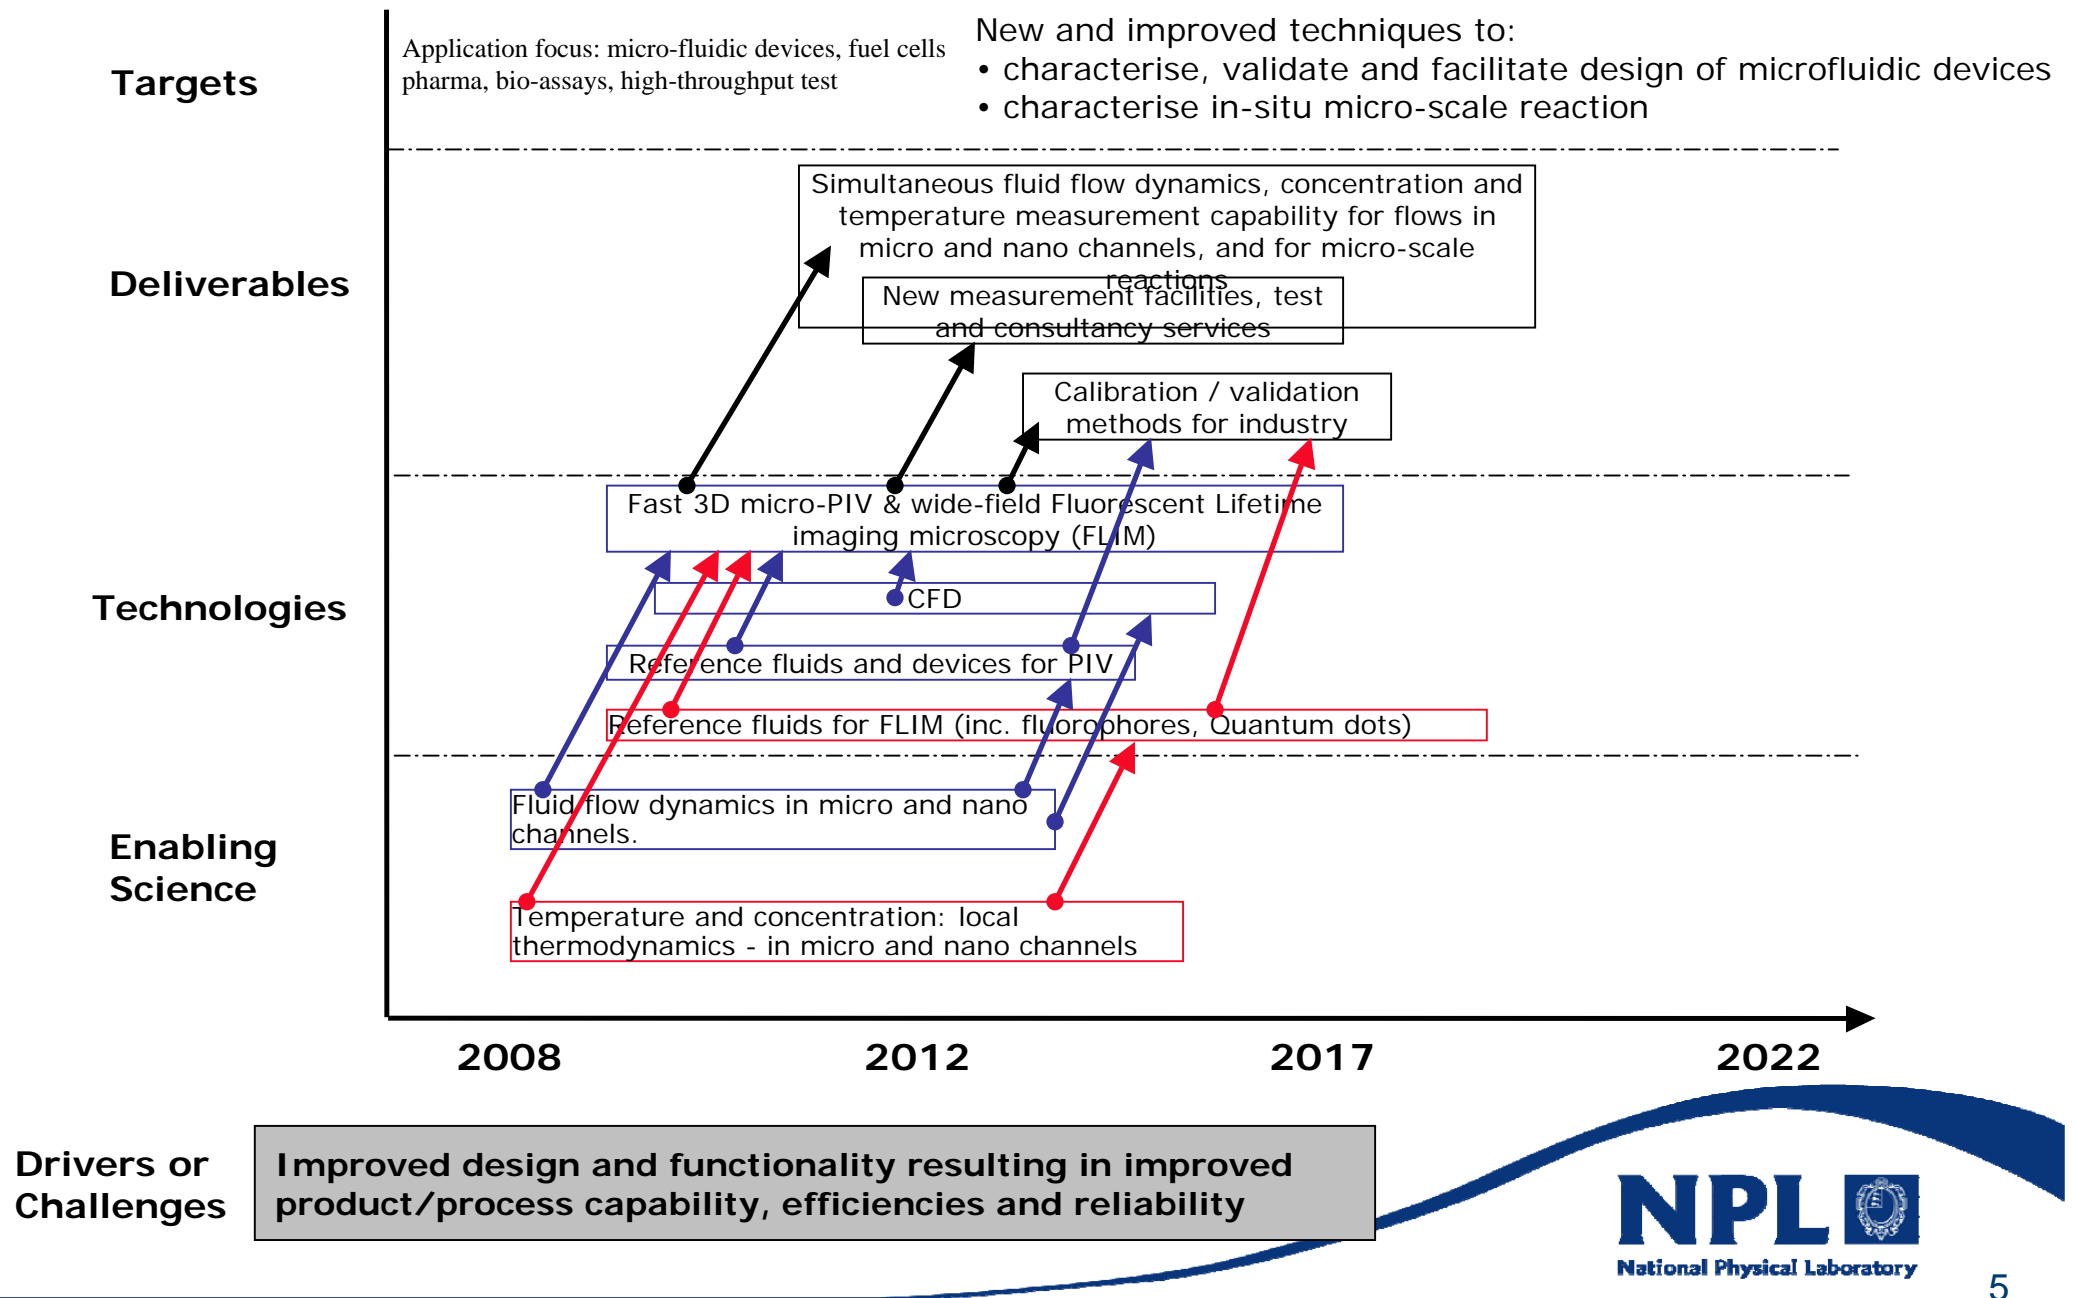 Targets
Application focus: micro-fluidic devices, fuel cells
pharma, bio-assays, high-throughput test
New and improved techniques to:
• characterise, validate and facilitate design of microfluidic devices
• characterise in-situ micro-scale reaction
Deliverables
Simultaneous fluid flow dynamics, concentration and
temperature measurement capability for flows in
micro and nano channels, and for micro-scale
reactions
New measurement facilities, test
and consultancy services
Calibration / validation
methods for industry
Technologies
Fast 3D micro-PIV & wide-field Fluorescent Lifetime
imaging microscopy (FLIM)
CFD
Reference fluids and devices for PIV
Reference fluids for FLIM (inc. fluorophores, Quantum dots)
Enabling
Science
Fluid flow dynamics in micro and nano
channels.
Temperature and concentration: local
thermodynamics - in micro and nano channels
2008
2012
2017
2022
Drivers or
Challenges
Improved design and functionality resulting in improved
product/process capability, efficiencies and reliability
NPL
National Physical Laboratory
5